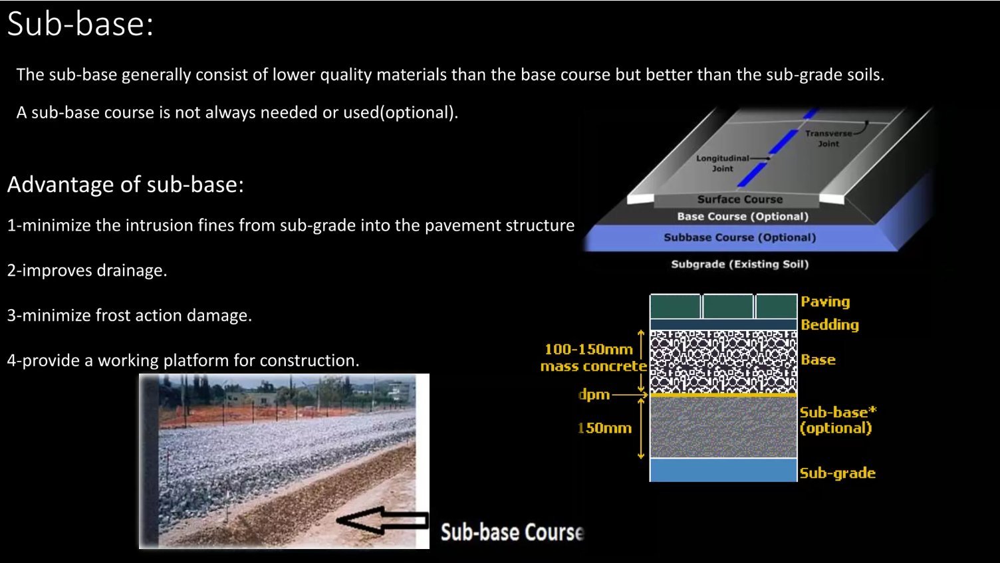 Sub-base:
The sub-base generally consist of lower quality materials than the base course but better than the sub-grade soils.
A sub-base course is not always needed or used(optional).
Advantage of sub-base:
1-minimize the intrusion fines from sub-grade into the pavement structure
2-improves drainage.
3-minimize frost action damage.
4-provide a working platform for construction.
Transverse
Joint
Longitudinal
Joint
Surface Course
Base Course (Optional)
Subbase Course (Optional)
Subgrade (Existing Soil)
Paving
Bedding
100-150mm
mass concrete
Base
dpm
Sub-base*
(optional)
150mm
Sub-grade
Sub-base Course